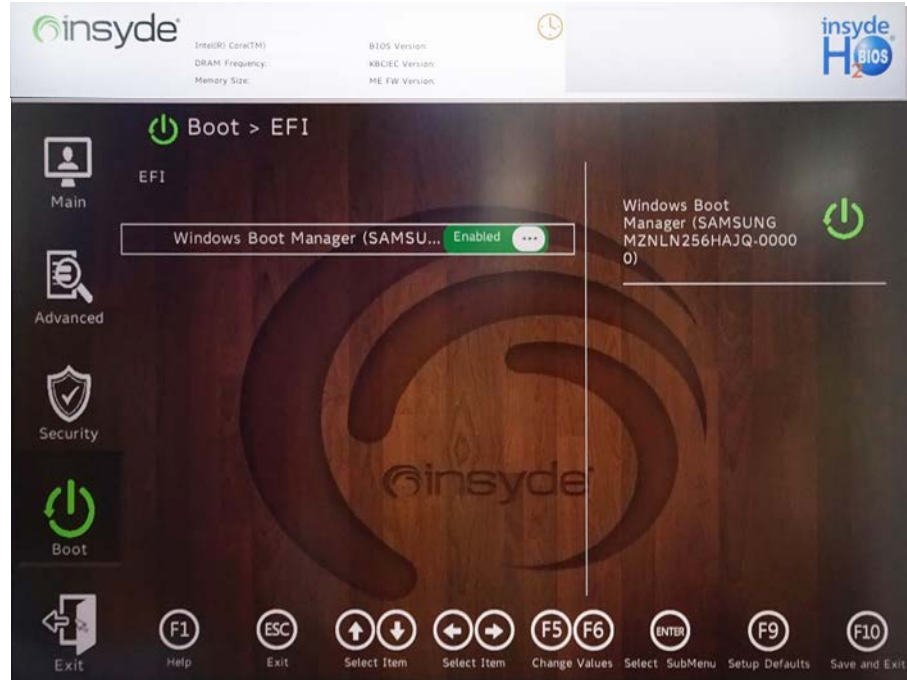 insyde
Intel(R) Core(TM)
DRAM Frequency:
Memory Size:
BIOS Version:
KBC/EC Version:
ME FW Version:
insyde
H2O BIOS
Boot > EFI
EFI
Windows Boot Manager (SAMSU... Enabled
Windows Boot
Manager (SAMSUNG
MZNLN256HAJQ-0000
0)
Main
Advanced
Security
Boot
Exit
insyde
F1
Help
ESC
Exit
Select Item
Select Item
F5 F6
Change Values
ENTER
Select SubMenu
F9
Setup Defaults
F10
Save and Exit